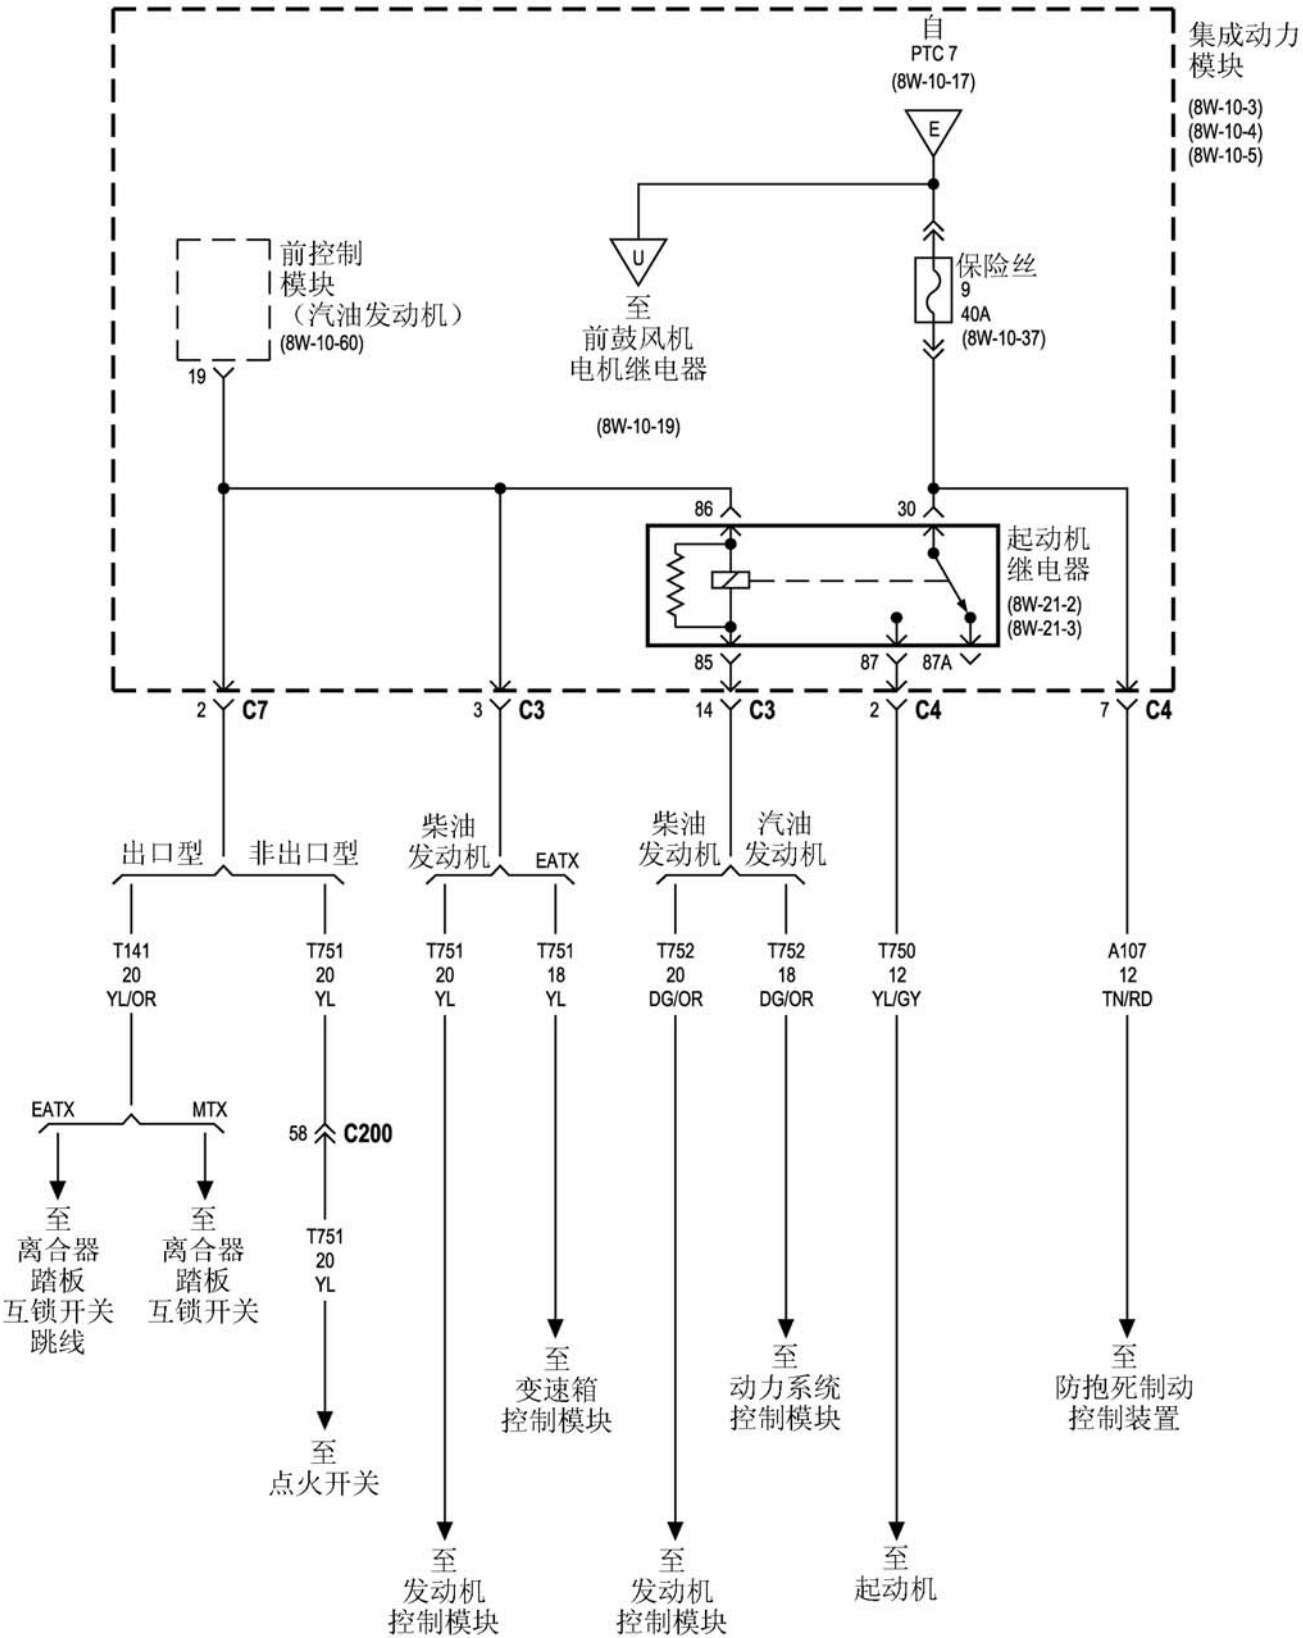 自
PTC 7
(8W-10-17)
E
集成动力
模块
(8W-10-3)
(8W-10-4)
(8W-10-5)
U
至
前鼓风机
电机继电器
(8W-10-19)
保险丝
9
40A
(8W-10-37)
前控制
模块
（汽油发动机）
(8W-10-60)
19
86
30
起动机
继电器
(8W-21-2)
(8W-21-3)
85
87
87A
2 C7
3 C3
14 C3
2 C4
7 C4
出口型
非出口型
柴油
发动机
EATX
柴油
发动机
汽油
发动机
T141
20
YL/OR
T751
20
YL
T751
20
YL
T751
18
YL
T752
20
DG/OR
T752
18
DG/OR
T750
12
YL/GY
A107
12
TN/RD
EATX
MTX
58 C200
至
离合器
踏板
互锁开关
跳线
至
离合器
踏板
互锁开关
T751
20
YL
至
点火开关
至
发动机
控制模块
至
变速箱
控制模块
至
发动机
控制模块
至
动力系统
控制模块
至
起动机
至
防抱死制动
控制装置